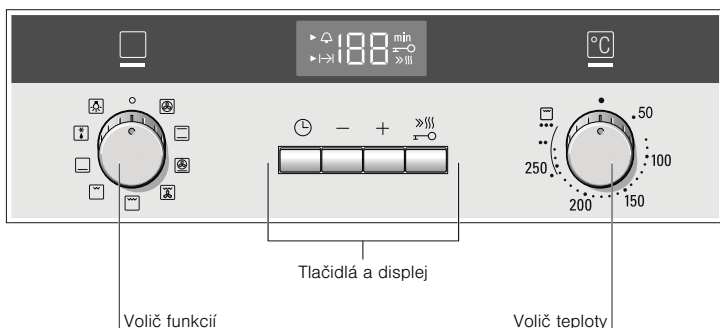 188 min
°C
50
100
150
200
250
Tlačidlá a displej
Volič funkcií
Volič teploty